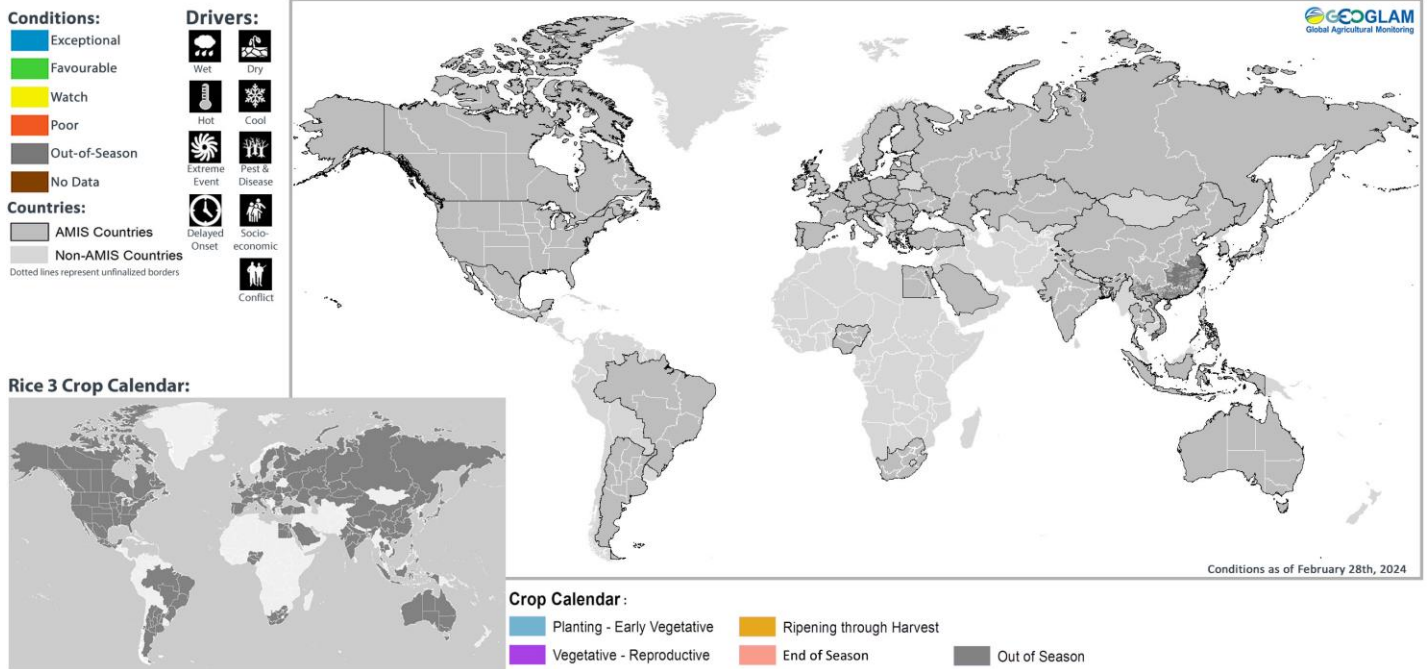 Conditions:
Exceptional
Favourable
Watch
Poor
Out-of-Season
No Data
Drivers:
Wet
Dry
Hot
Cool
Extreme
Event
Pest &
Disease
Delayed
Onset
Socio-
economic
Conflict
Countries:
AMIS Countries
Non-AMIS Countries
Dotted lines represent unfinalized borders
GEOGLAM
Global Agricultural Monitoring
Conditions as of February 28th, 2024
Rice 3 Crop Calendar:
Crop Calendar :
Planting - Early Vegetative
Ripening through Harvest
Vegetative - Reproductive
End of Season
Out of Season